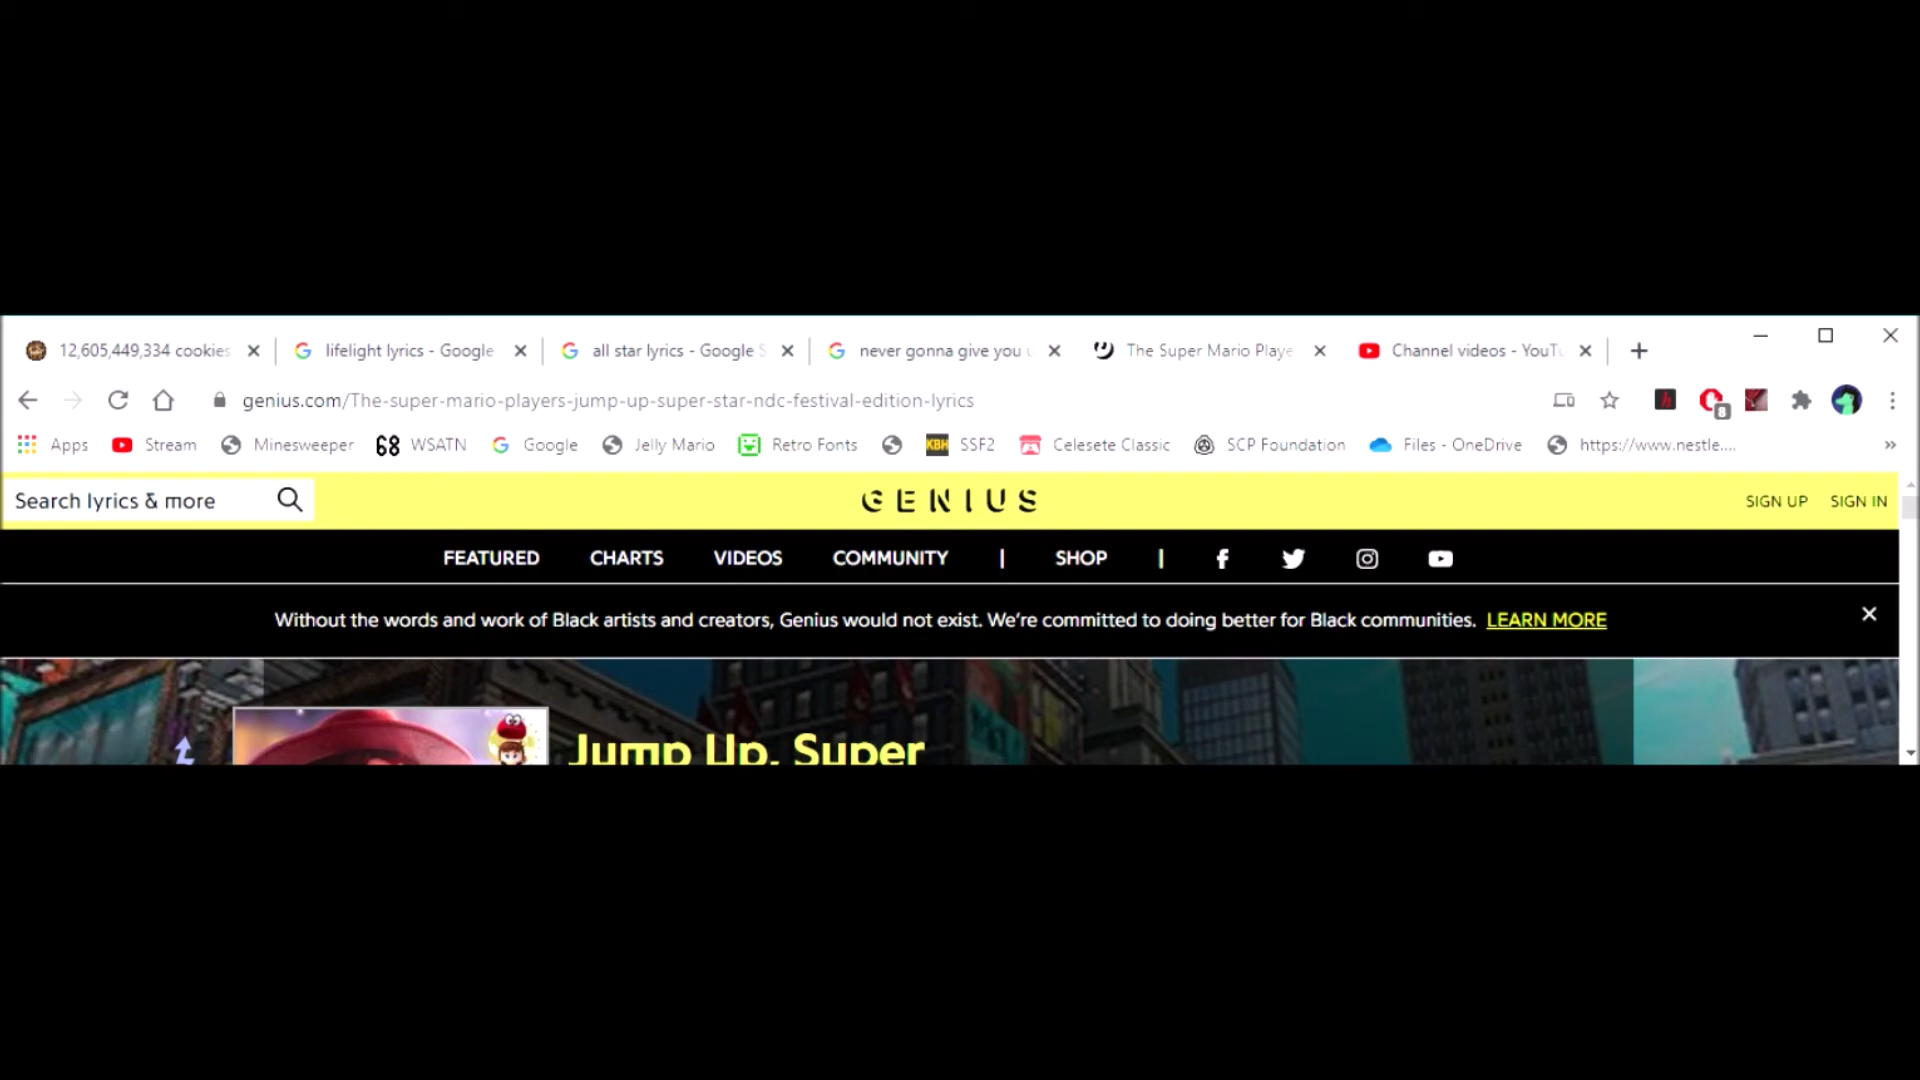 12,605,449,334 cookies lifelight lyrics - Google all star lyrics - Google S never gonna give you u The Super Mario Playe Channel videos - YouTu
genius.com/The-super-mario-players-jump-up-super-star-ndc-festival-edition-lyrics
8
Apps Stream Minesweeper 68 WSATN Google Jelly Mario Retro Fonts KBH SSF2 Celesete Classic SCP Foundation Files - OneDrive https://www.nestle.... »
Search lyrics & more GENIUS SIGN UP SIGN IN
FEATURED CHARTS VIDEOS COMMUNITY | SHOP |
Without the words and work of Black artists and creators, Genius would not exist. We're committed to doing better for Black communities. LEARN MORE
Jump Up, Super